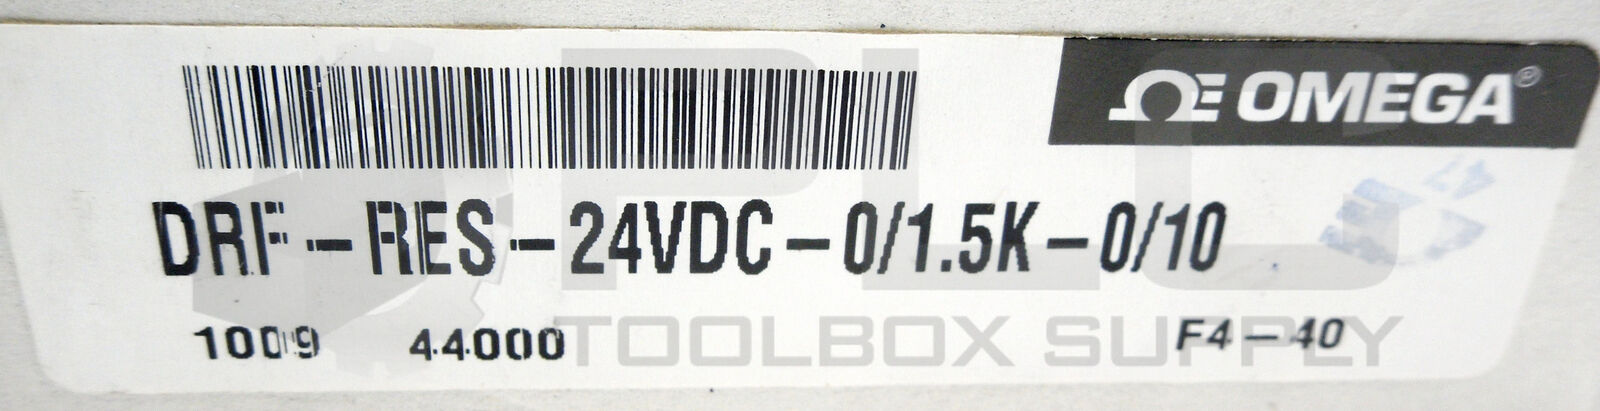 OMEGA®
DRF-RES-24VDC-0/1.5K-0/10
1009 44000 F4-40
PLC
TOOLBOX SUPPLY